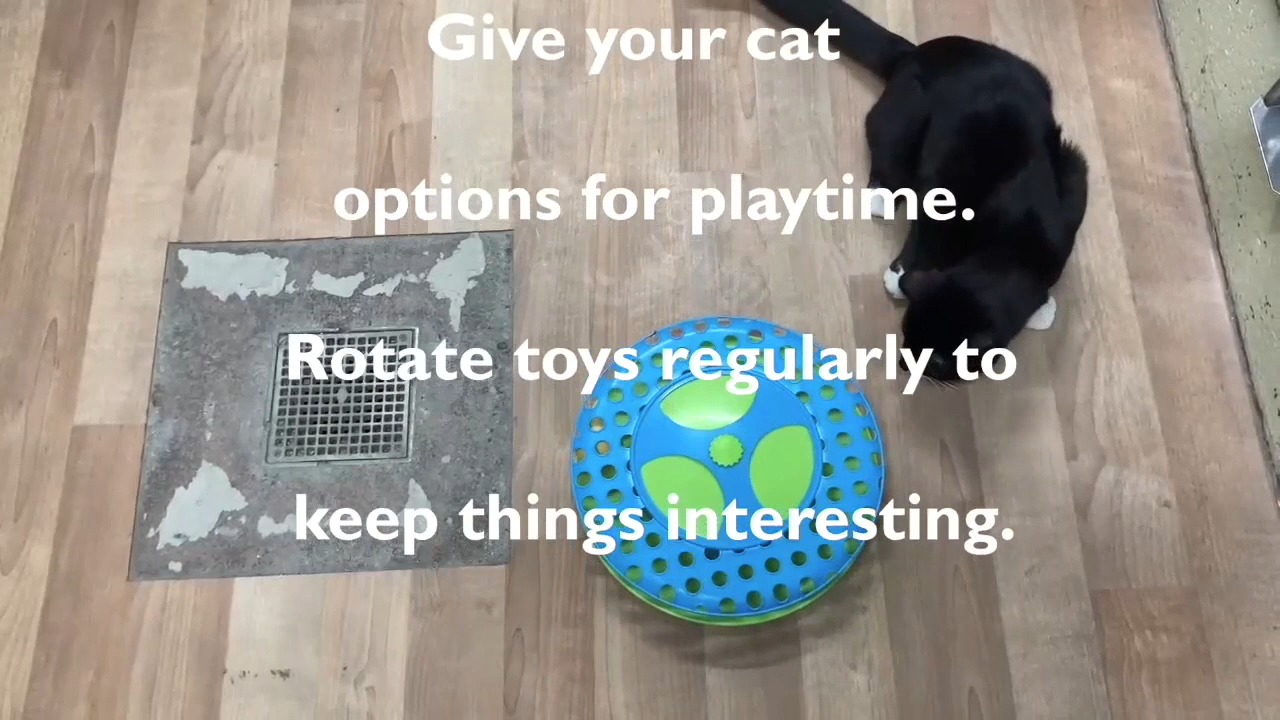 Give your cat
options for playtime.
Rotate toys regularly to
keep things interesting.